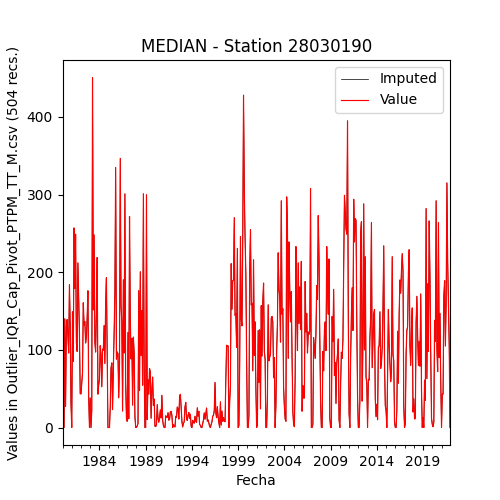 MEDIAN - Station 28030190
Values in Outlier_IQR_Cap_Pivot_PTPM_TT_M.csv (504 recs.)
400
300
200
100
0
Imputed
Value
1984 1989 1994 1999 2004 2009 2014 2019
Fecha